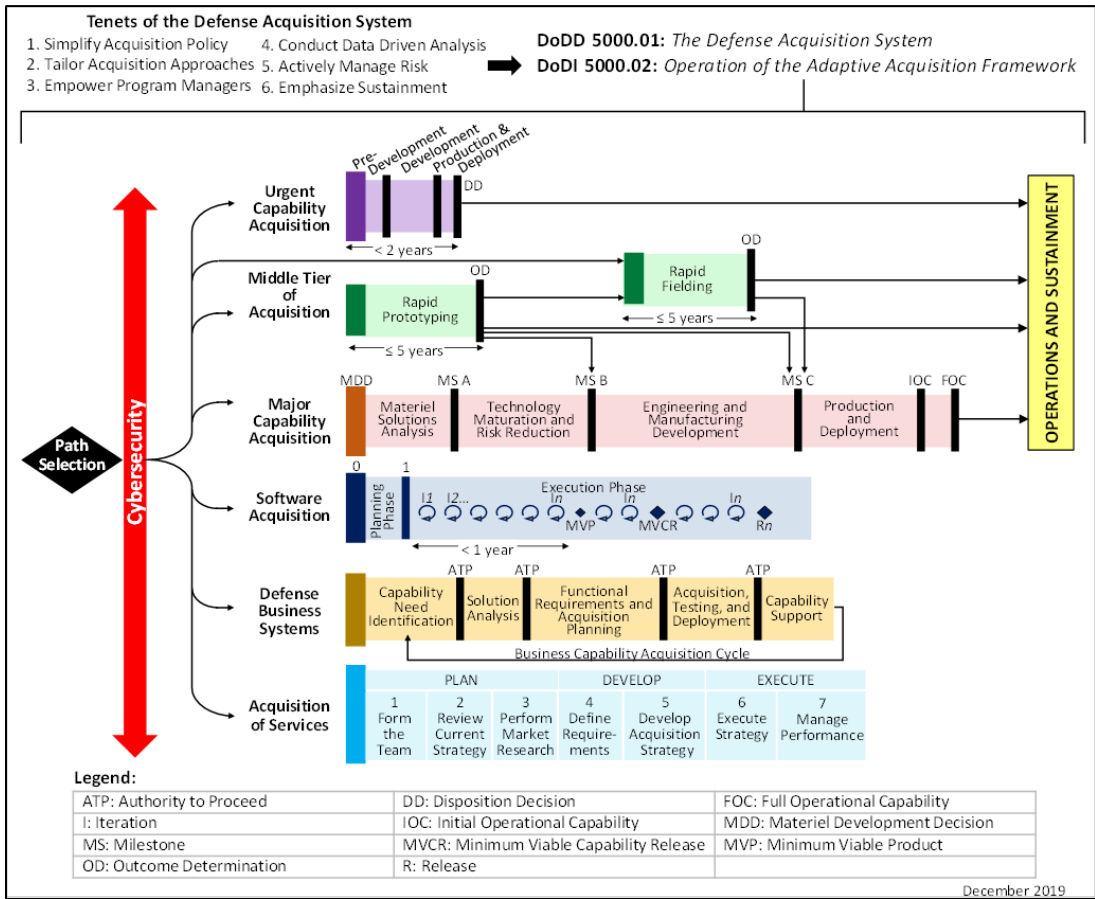 Tenets of the Defense Acquisition System
1. Simplify Acquisition Policy
2. Tailor Acquisition Approaches
3. Empower Program Managers
4. Conduct Data Driven Analysis
5. Actively Manage Risk
6. Emphasize Sustainment
DoDD 5000.01: The Defense Acquisition System
DoDI 5000.02: Operation of the Adaptive Acquisition Framework
Path
Selection
Cybersecurity
OPERATIONS AND SUSTAINMENT
Urgent
Capability
Acquisition
Pre-
Development
Development
Production &
Deployment
DD
< 2 years
Middle Tier
of
Acquisition
Rapid
Prototyping
OD
≤ 5 years
Rapid
Fielding
OD
≤ 5 years
Major
Capability
Acquisition
MDD
MS A
MS B
MS C
IOC
FOC
Materiel
Solutions
Analysis
Technology
Maturation and
Risk Reduction
Engineering and
Manufacturing
Development
Production
and
Deployment
Software
Acquisition
0
1
Planning
Phase
Execution Phase
I1
I2...
In
In
In
MVP
MVCR
Rn
< 1 year
Defense
Business
Systems
ATP
ATP
ATP
ATP
Capability
Need
Identification
Solution
Analysis
Functional
Requirements and
Acquisition
Planning
Acquisition,
Testing, and
Deployment
Capability
Support
Business Capability Acquisition Cycle
Acquisition
of Services
PLAN
DEVELOP
EXECUTE
1
Form
the
Team
2
Review
Current
Strategy
3
Perform
Market
Research
4
Define
Require-
ments
5
Develop
Acquisition
Strategy
6
Execute
Strategy
7
Manage
Performance
Legend:
ATP: Authority to Proceed
DD: Disposition Decision
FOC: Full Operational Capability
I: Iteration
IOC: Initial Operational Capability
MDD: Materiel Development Decision
MS: Milestone
MVCR: Minimum Viable Capability Release
MVP: Minimum Viable Product
OD: Outcome Determination
R: Release
December 2019